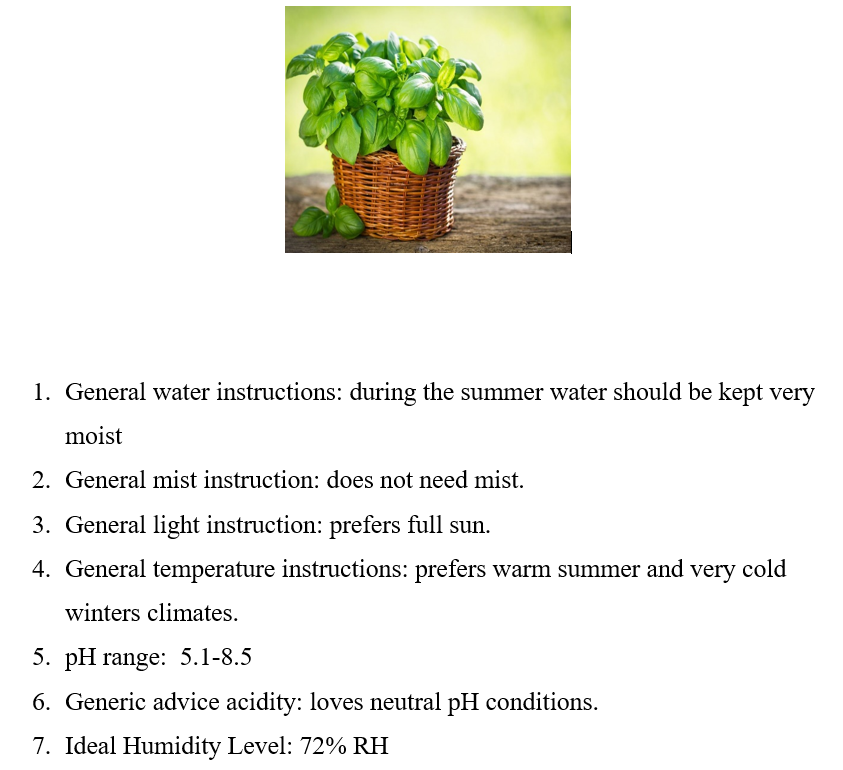 1. General water instructions: during the summer water should be kept very
moist
2. General mist instruction: does not need mist.
3. General light instruction: prefers full sun.
4. General temperature instructions: prefers warm summer and very cold
winters climates.
5. pH range:  5.1-8.5
6. Generic advice acidity: loves neutral pH conditions.
7. Ideal Humidity Level: 72% RH